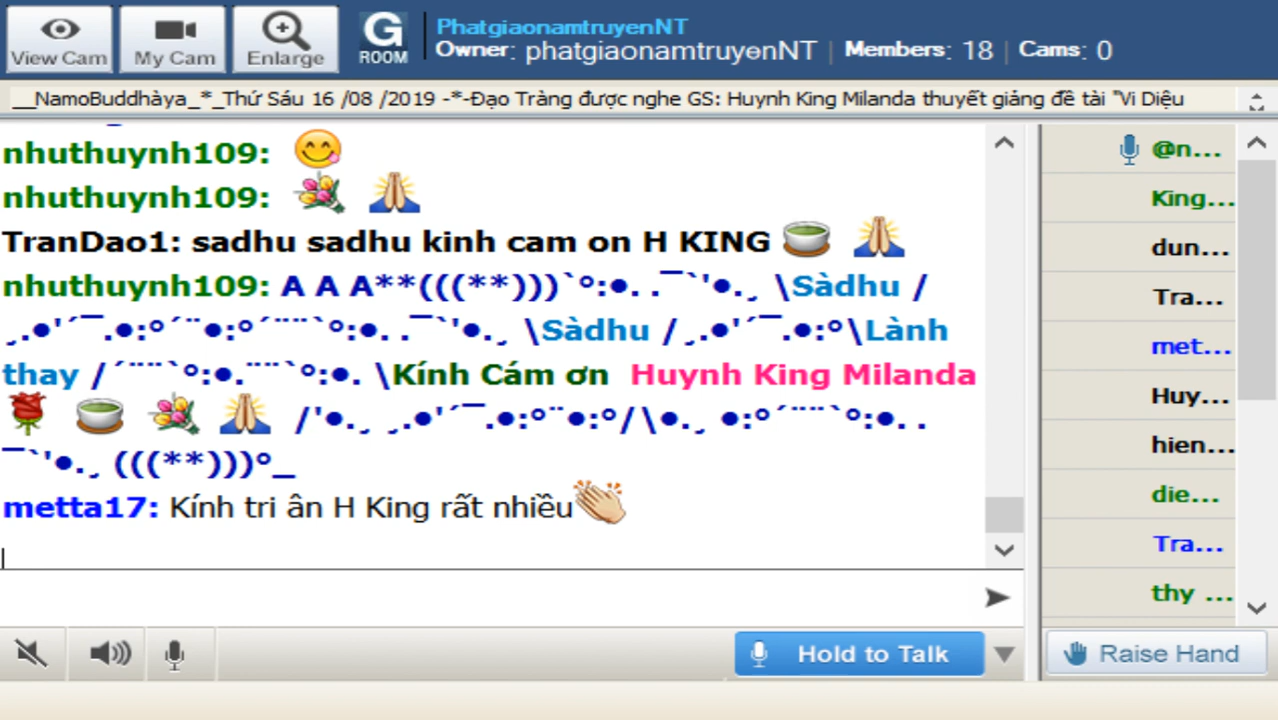 View Cam
My Cam
Enlarge
G
ROOM
PhatgiaonamtruyenNT
Owner: phatgiaonamtruyenNT | Members: 18 | Cams: 0
__NamoBuddhàya_*_Thứ Sáu 16 /08 /2019 -*-Đạo Tràng được nghe GS: Huynh King Milanda thuyết giảng đề tài "Vi Diệu
nhuthuynh109:
nhuthuynh109:
TranDao1: sadhu sadhu kinh cam on H KING
nhuthuynh109: A A A**(((**)))`°:●. .¯`'●.¸ \Sàdhu /
¸.●'´¯.●:°´¨●:°´¨¨`°:●. .¯`'●.¸ \Sàdhu /¸.●'´¯.●:°\Lành
thay /´¨¨`°:●.¨¨`°:●. \Kính Cám ơn Huynh King Milanda
/'●.¸ ¸.●'´¯.●:°¨●:°/\●.¸ ●:°´¨¨`°:●. .
¯`'●.¸ (((**)))°_
metta17: Kính tri ân H King rất nhiều
@n...
King...
dun...
Tra...
met...
Huy...
hien...
die...
Tra...
thy ...
Hold to Talk
Raise Hand